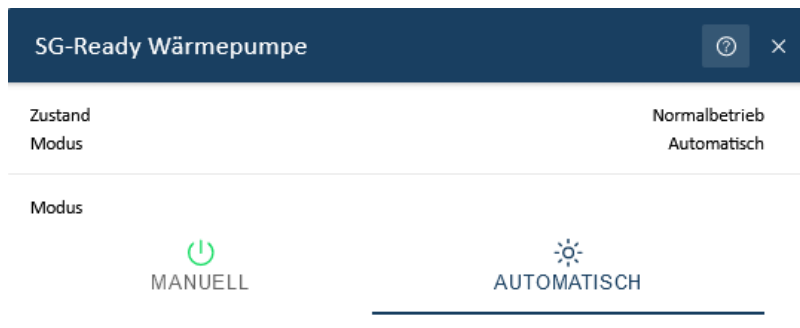 SG-Ready Wärmepumpe
Zustand Normalbetrieb
Modus Automatisch
Modus
MANUELL AUTOMATISCH